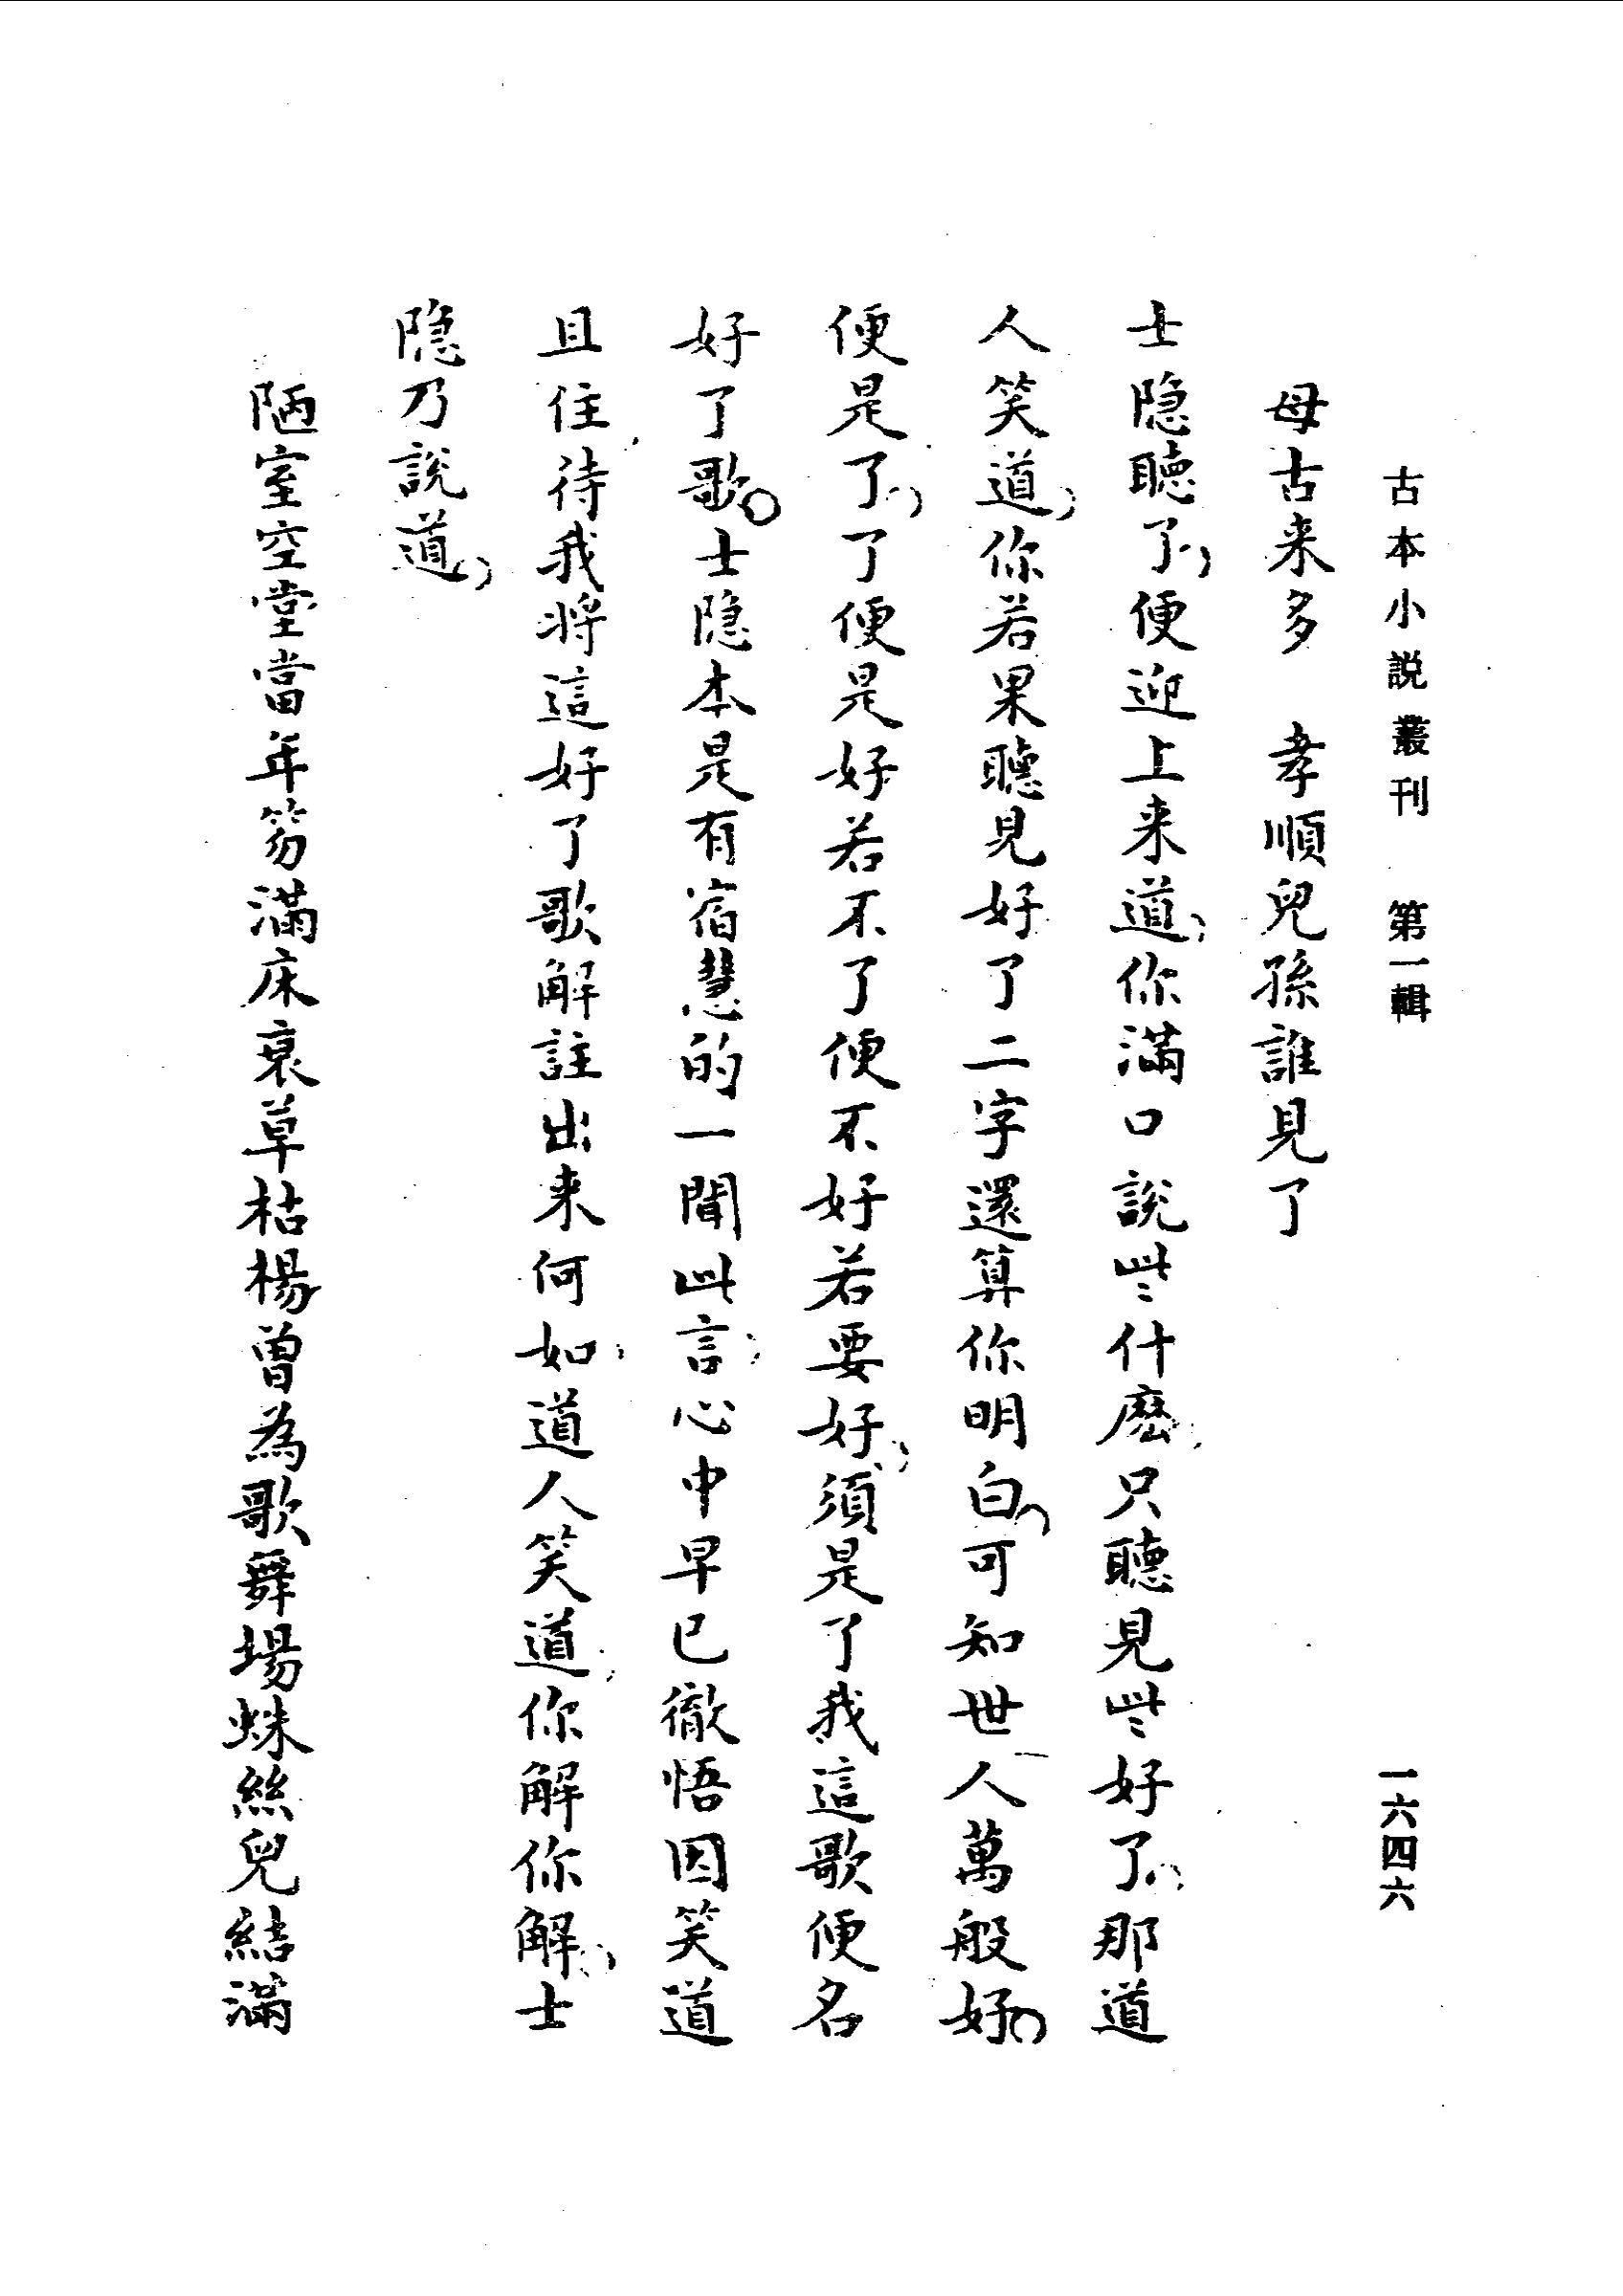 古本小説叢刊　第一輯　一六四六
母古来多　孝順兒孫誰見了
士隐聽了便迎上来道你滿口說些什麽只聽見些好了那道
人笑道你若果聽見好了二字還算你明白可知世人萬般好
便是了了便是好若不了便不好若要好須是了我這歌便名
好了歌士隐本是有宿慧的一聞此言心中早已徹悟因笑道
且住待我将這好了歌解註出来何如道人笑道你解你解士
隐乃說道
陋室空堂當年笏滿床衰草枯楊曽為歌舞場蛛絲兒結滿